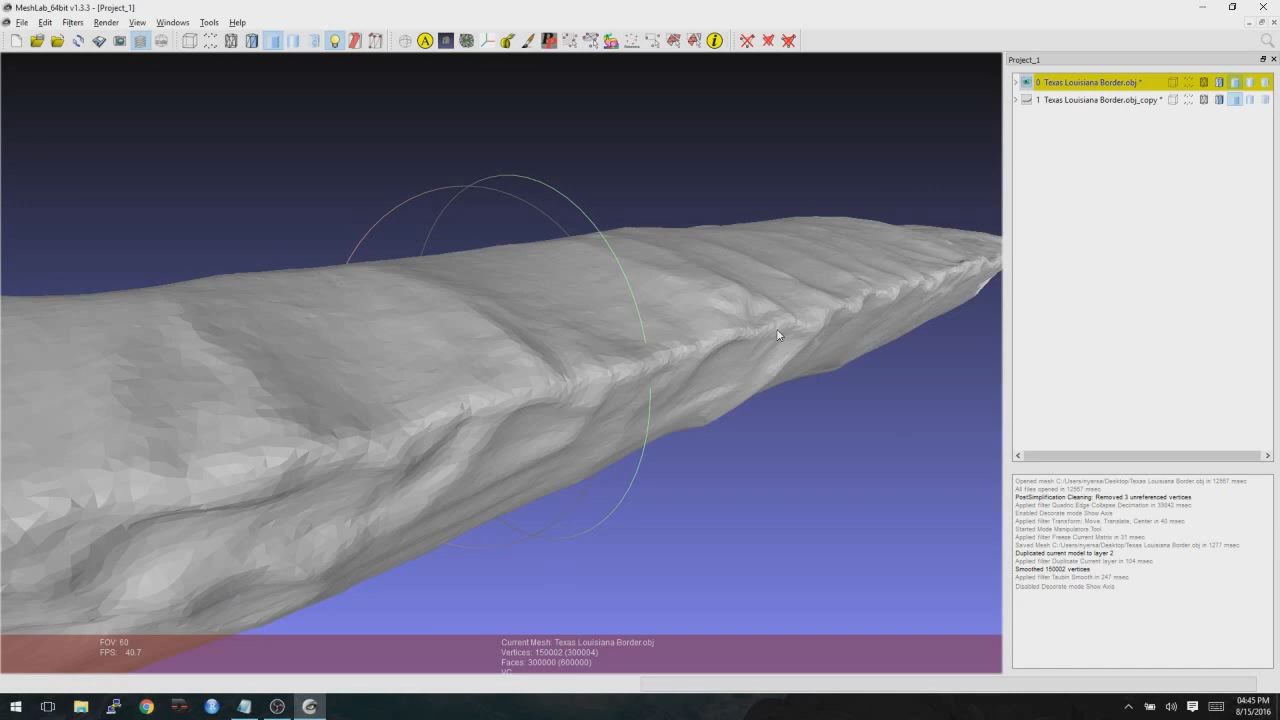 MeshLab_64bit v1.3.3 - [Project_1]
File Edit Filters Render View Windows Tools Help
A
i
Project_1
0 Texas Louisiana Border.obj *
1 Texas Louisiana Border.obj_copy *
Opened mesh C:/Users/nyersa/Desktop/Texas Louisiana Border.obj in 12567 msec
All files opened in 12567 msec
PostSimplification Cleaning: Removed 3 unreferenced vertices
Applied filter Quadric Edge Collapse Decimation in 39842 msec
Enabled Decorate mode Show Axis
Applied filter Transform: Move, Translate, Center in 40 msec
Started Mode Manipulators Tool
Applied filter Freeze Current Matrix in 31 msec
Saved Mesh C:/Users/nyersa/Desktop/Texas Louisiana Border.obj in 1277 msec
Duplicated current model to layer 2
Applied filter Duplicate Current layer in 104 msec
Smoothed 150002 vertices
Applied filter Taubin Smooth in 247 msec
Disabled Decorate mode Show Axis
FOV: 60
FPS: 40.7
Current Mesh: Texas Louisiana Border.obj
Vertices: 150002 (300004)
Faces: 300000 (600000)
VC
04:45 PM
8/15/2016